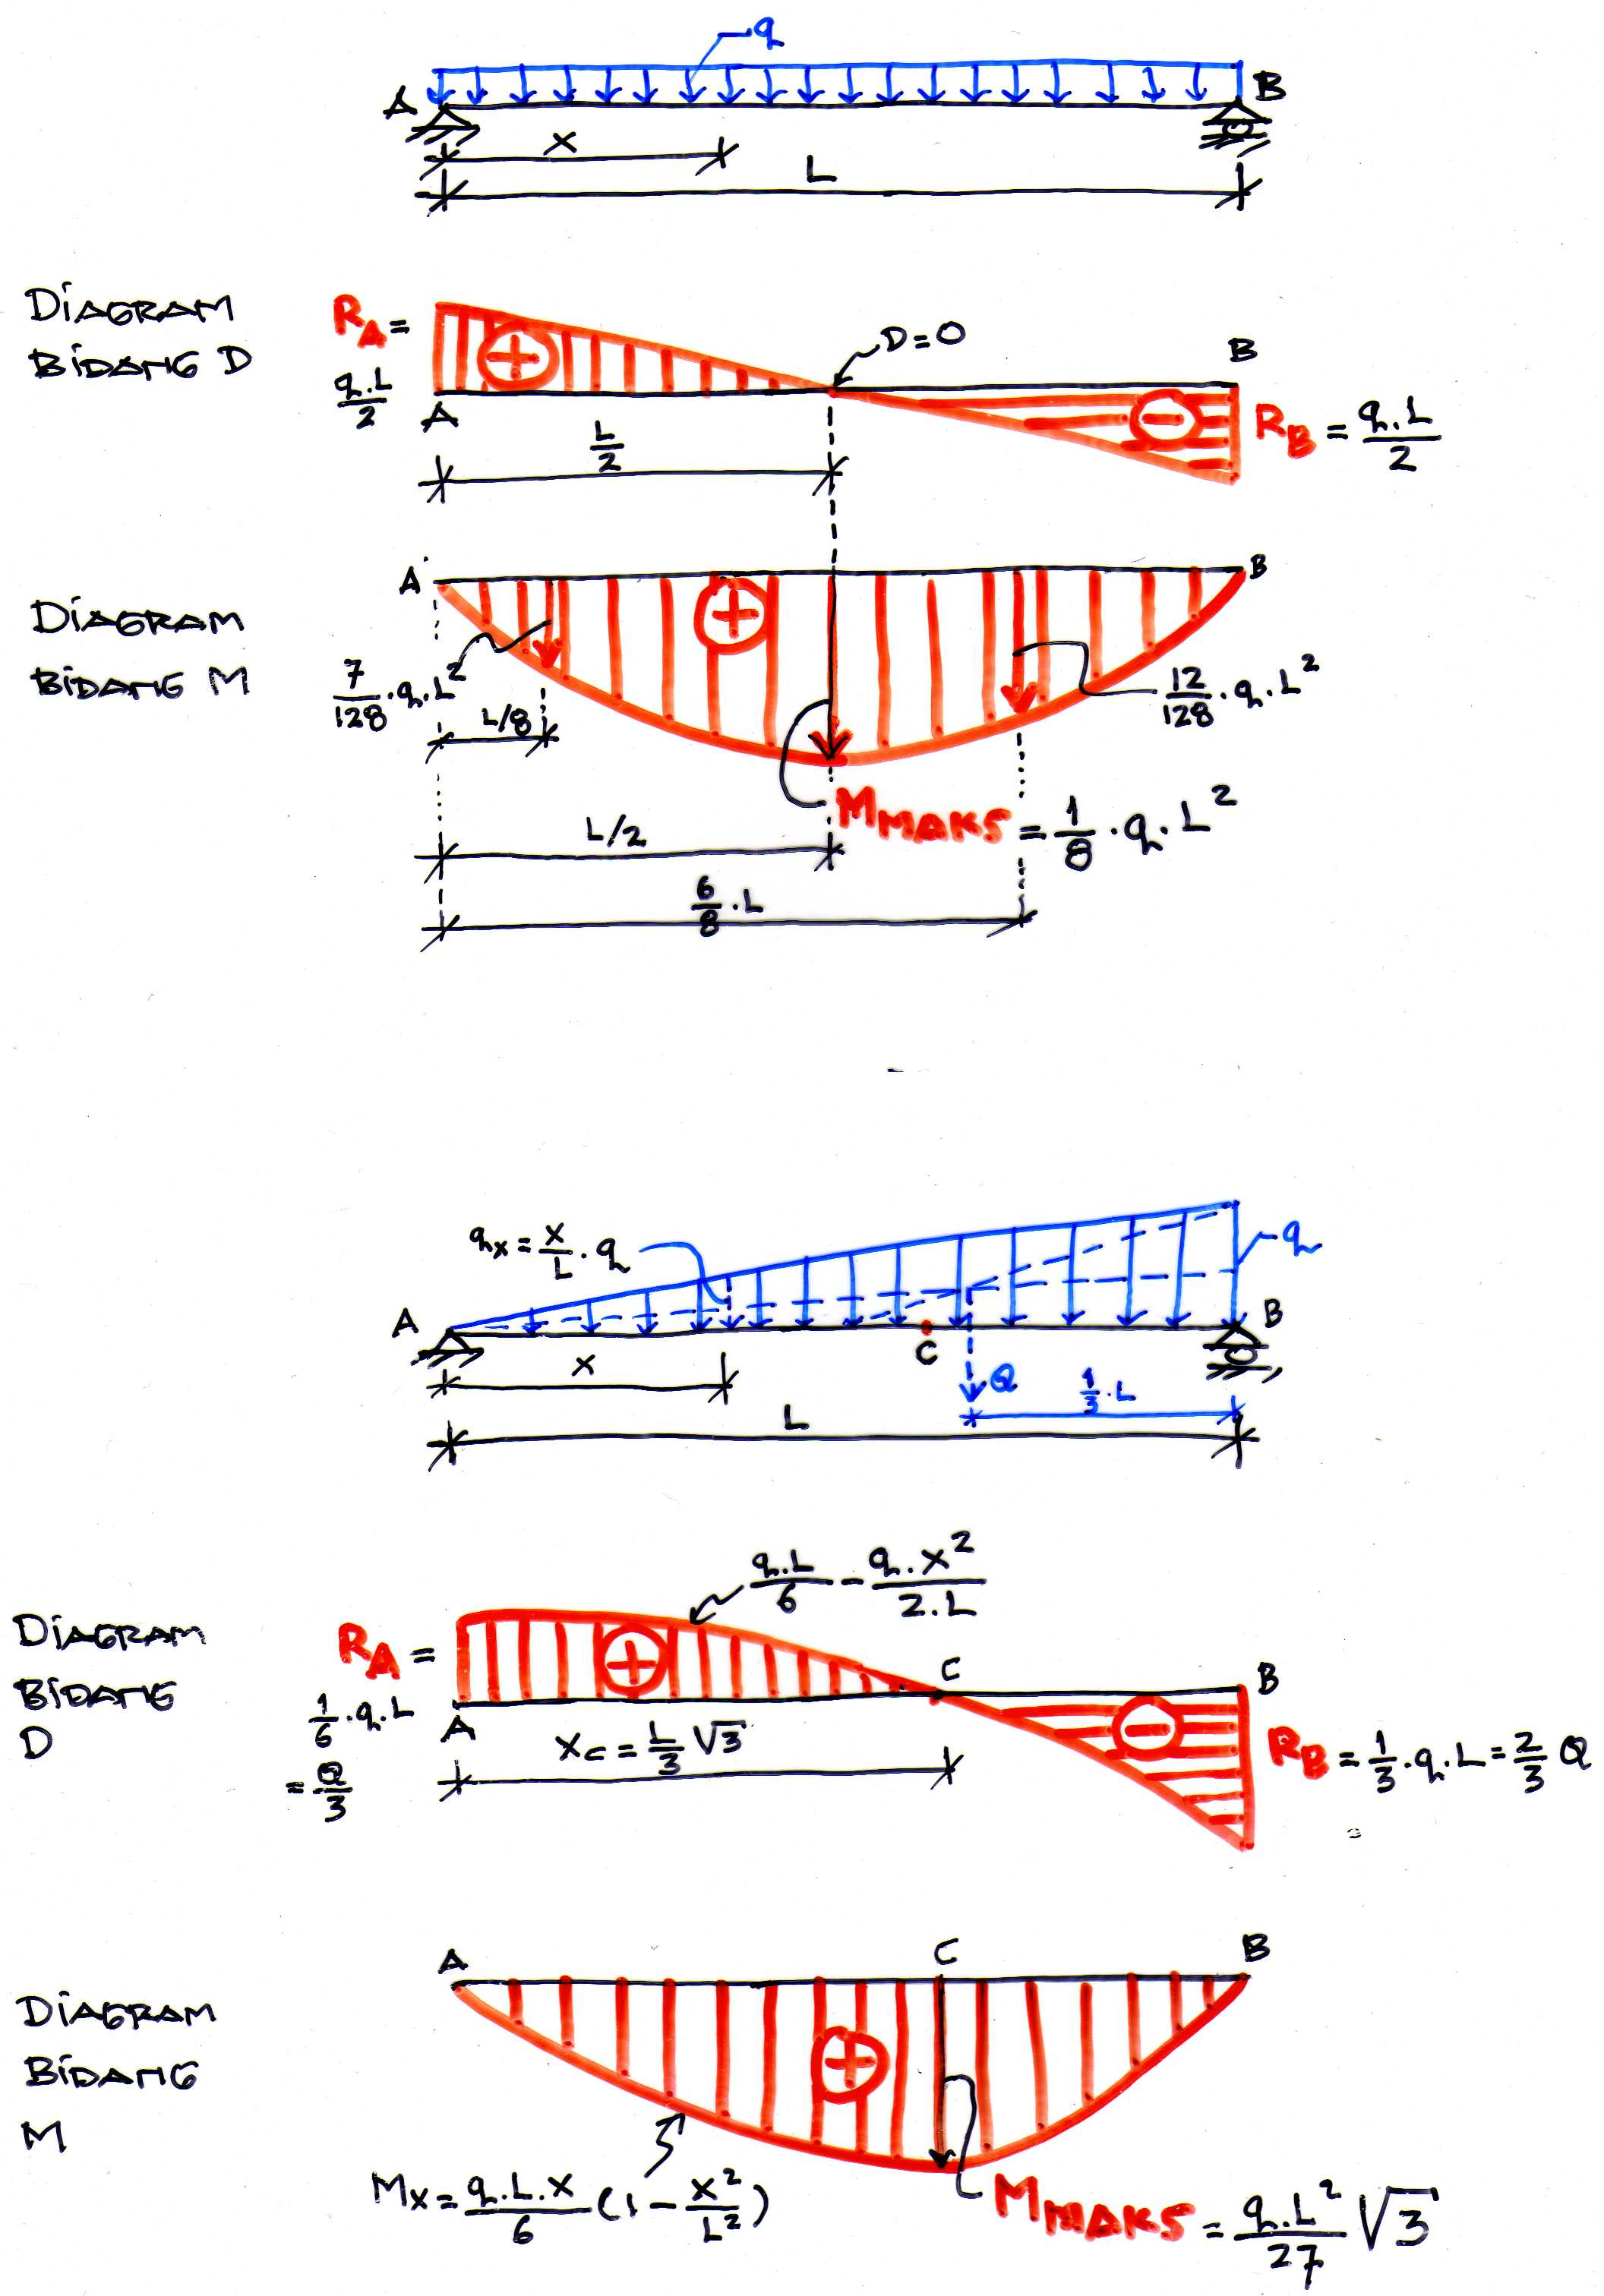 q
A
B
x
L
DIAGRAM
BIDANG D
RA =
q.L/2
+
D=0
B
A
L/2
-
RB = q.L/2
A
B
DIAGRAM
BIDANG M
+
7/128 . q . L²
12/128 . q . L²
L/8
MMAKS = 1/8 . q . L²
L/2
6/8 . L
qx = x/L . q
q
A
C
B
x
Q
1/3 . L
L
q.L/6 - q.x²/2.L
DIAGRAM
BIDANG
D
RA =
1/6 . q . L
= Q/3
+
C
B
A
xc = L/3 √3
-
RB = 1/3 . q . L = 2/3 Q
A
C
B
DIAGRAM
BIDANG
M
+
Mx = q.L.x/6 (1 - x²/L²)
MMAKS = q.L²/27 √3